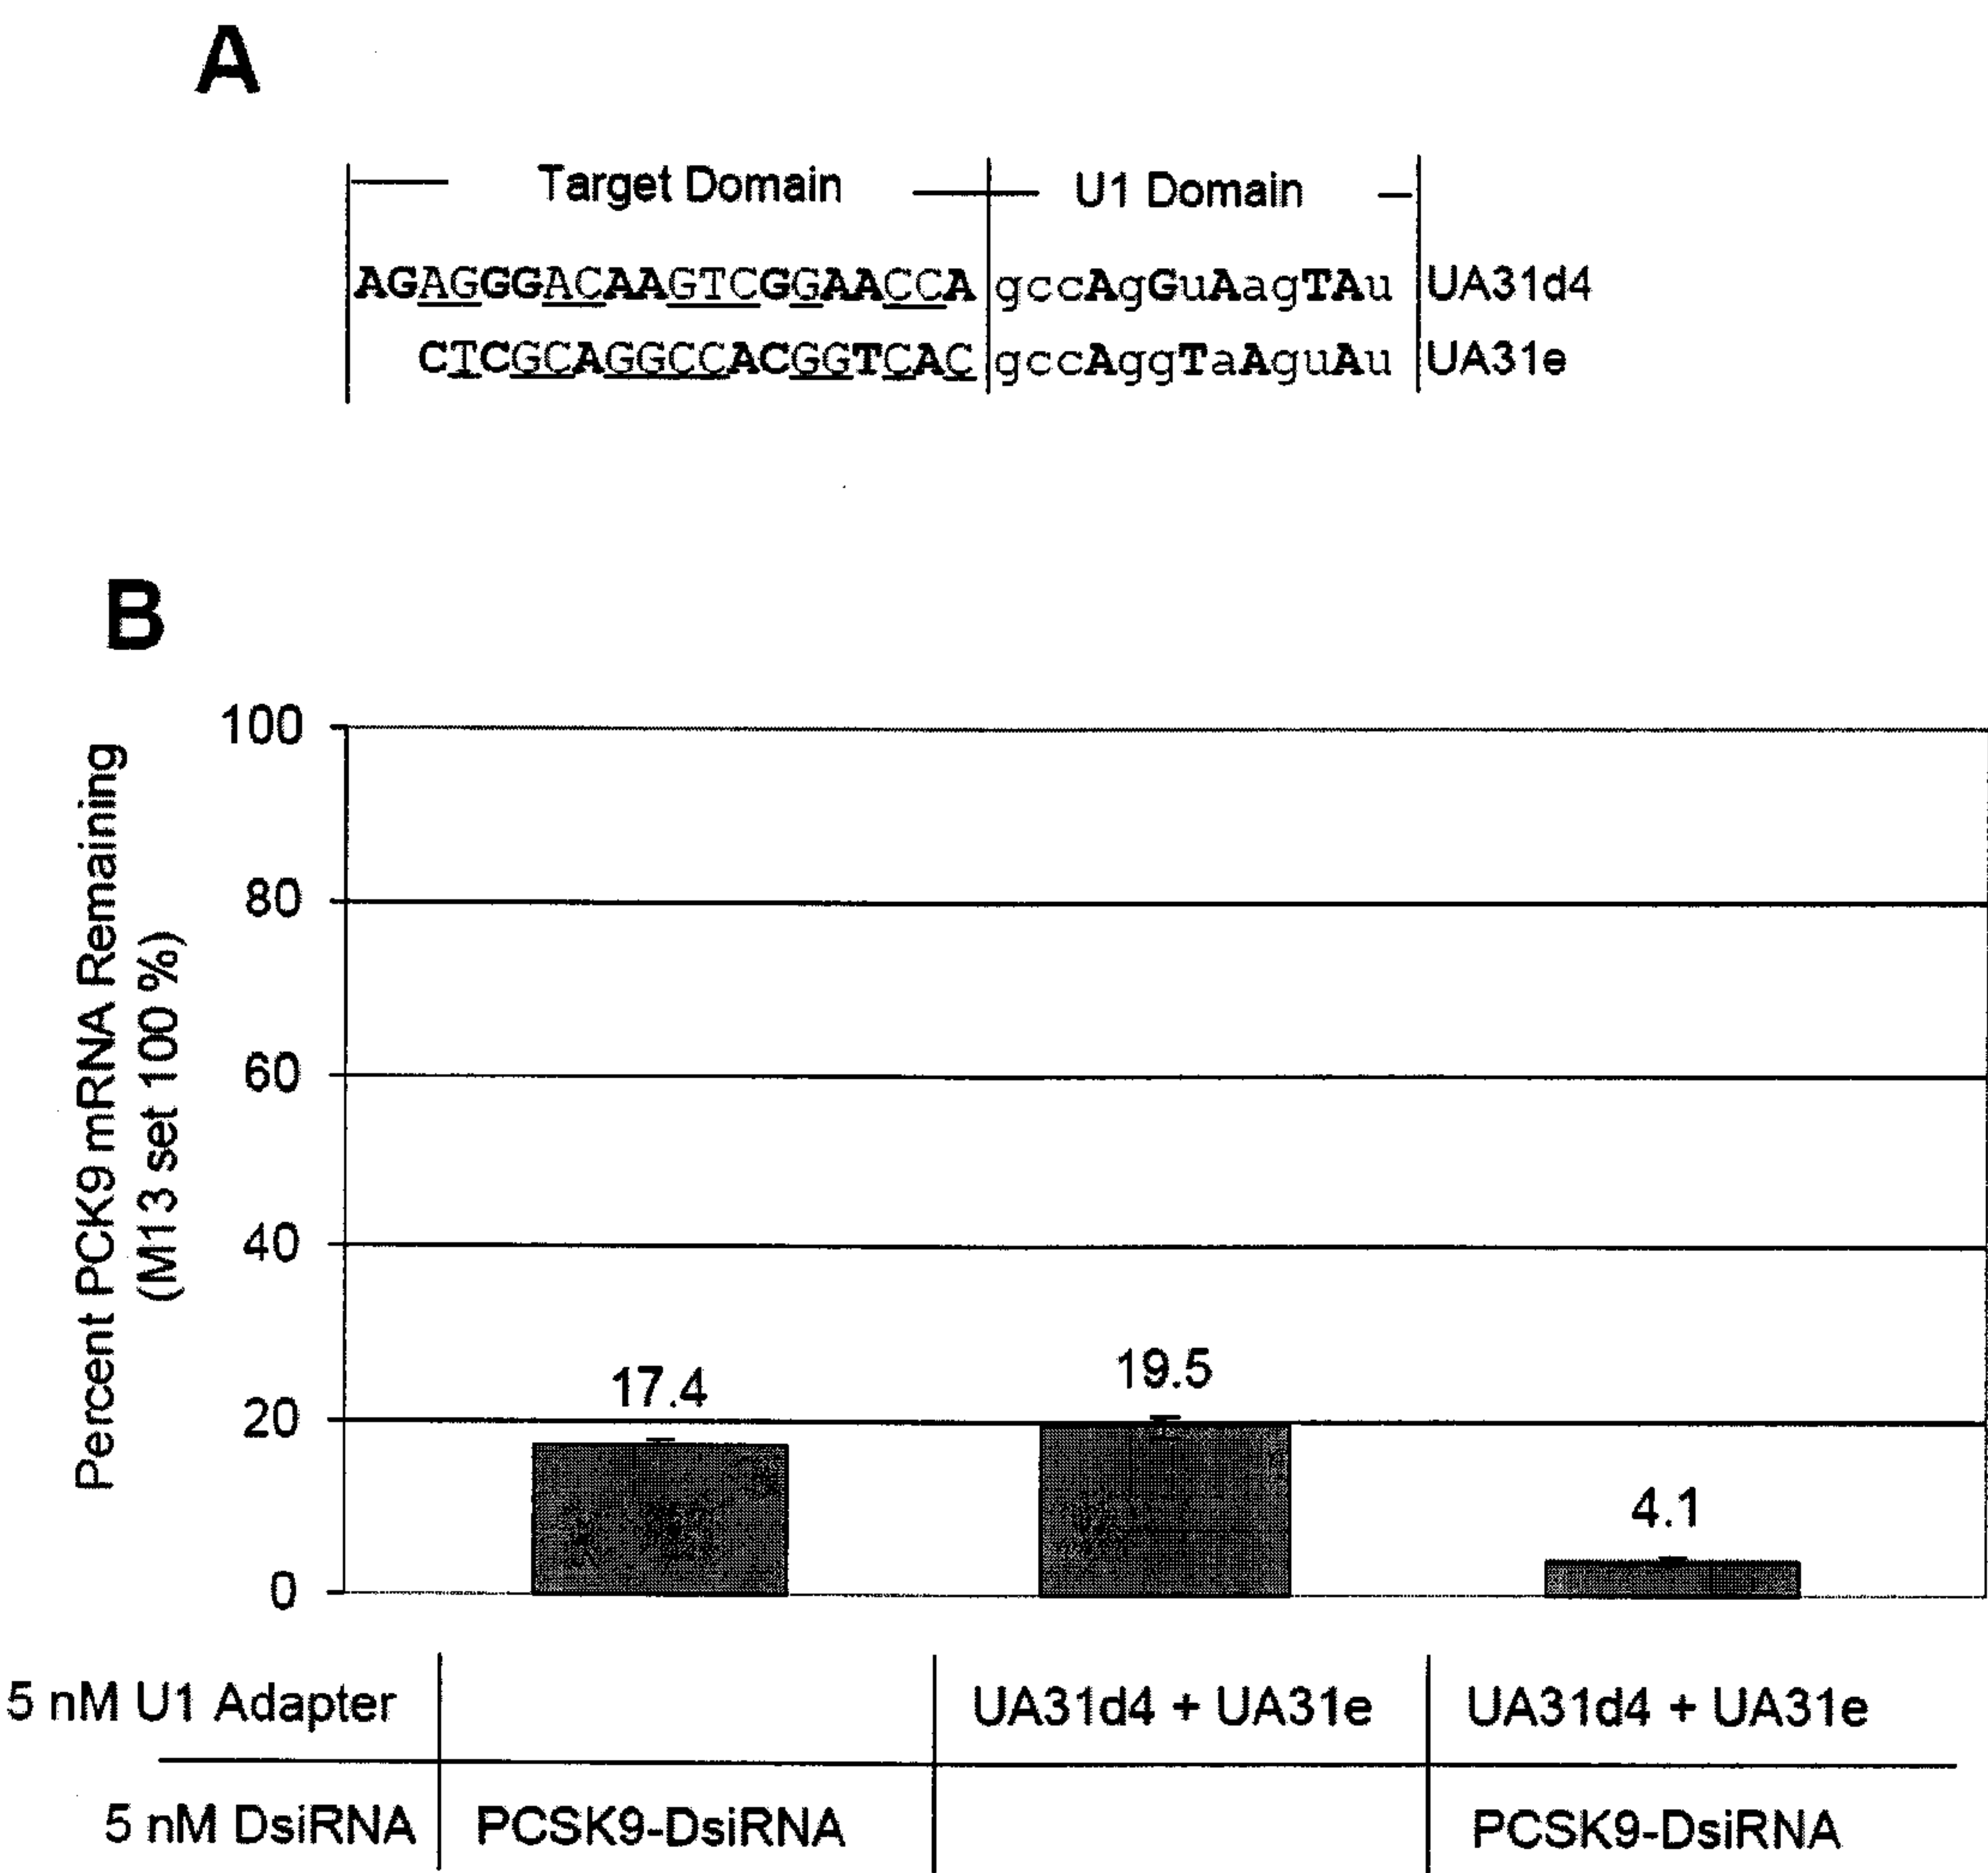 A
Target Domain U1 Domain
AGAGGGACAAGTCGGAACCA gccAgGuAagTAu UA31d4
CTCGCAGGCCACGGTCAC gccAggTaAguAu UA31e
B
Percent PCK9 mRNA Remaining
(M13 set 100 %)
100
80
60
40
20
0
17.4
19.5
4.1
5 nM U1 Adapter UA31d4 + UA31e UA31d4 + UA31e
5 nM DsiRNA PCSK9-DsiRNA PCSK9-DsiRNA